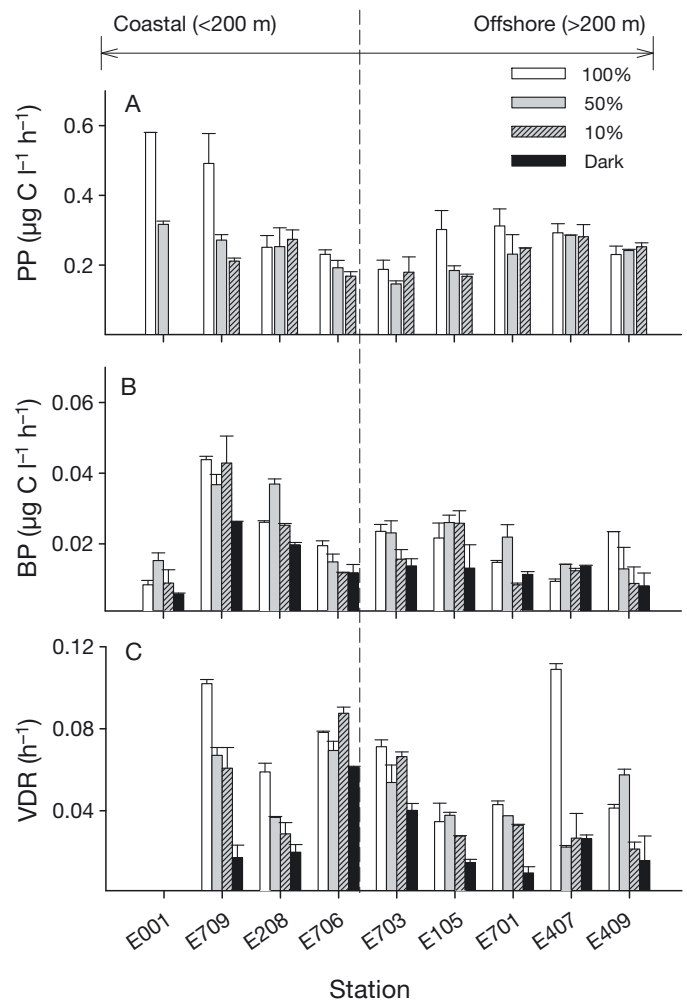 Coastal (<200 m)
Offshore (>200 m)
100%
50%
10%
Dark
A
PP (µg C l⁻¹ h⁻¹)
0.6
0.4
0.2
B
BP (µg C l⁻¹ h⁻¹)
0.06
0.04
0.02
C
VDR (h⁻¹)
0.12
0.08
0.04
E001 E709 E208 E706 E703 E105 E701 E407 E409
Station